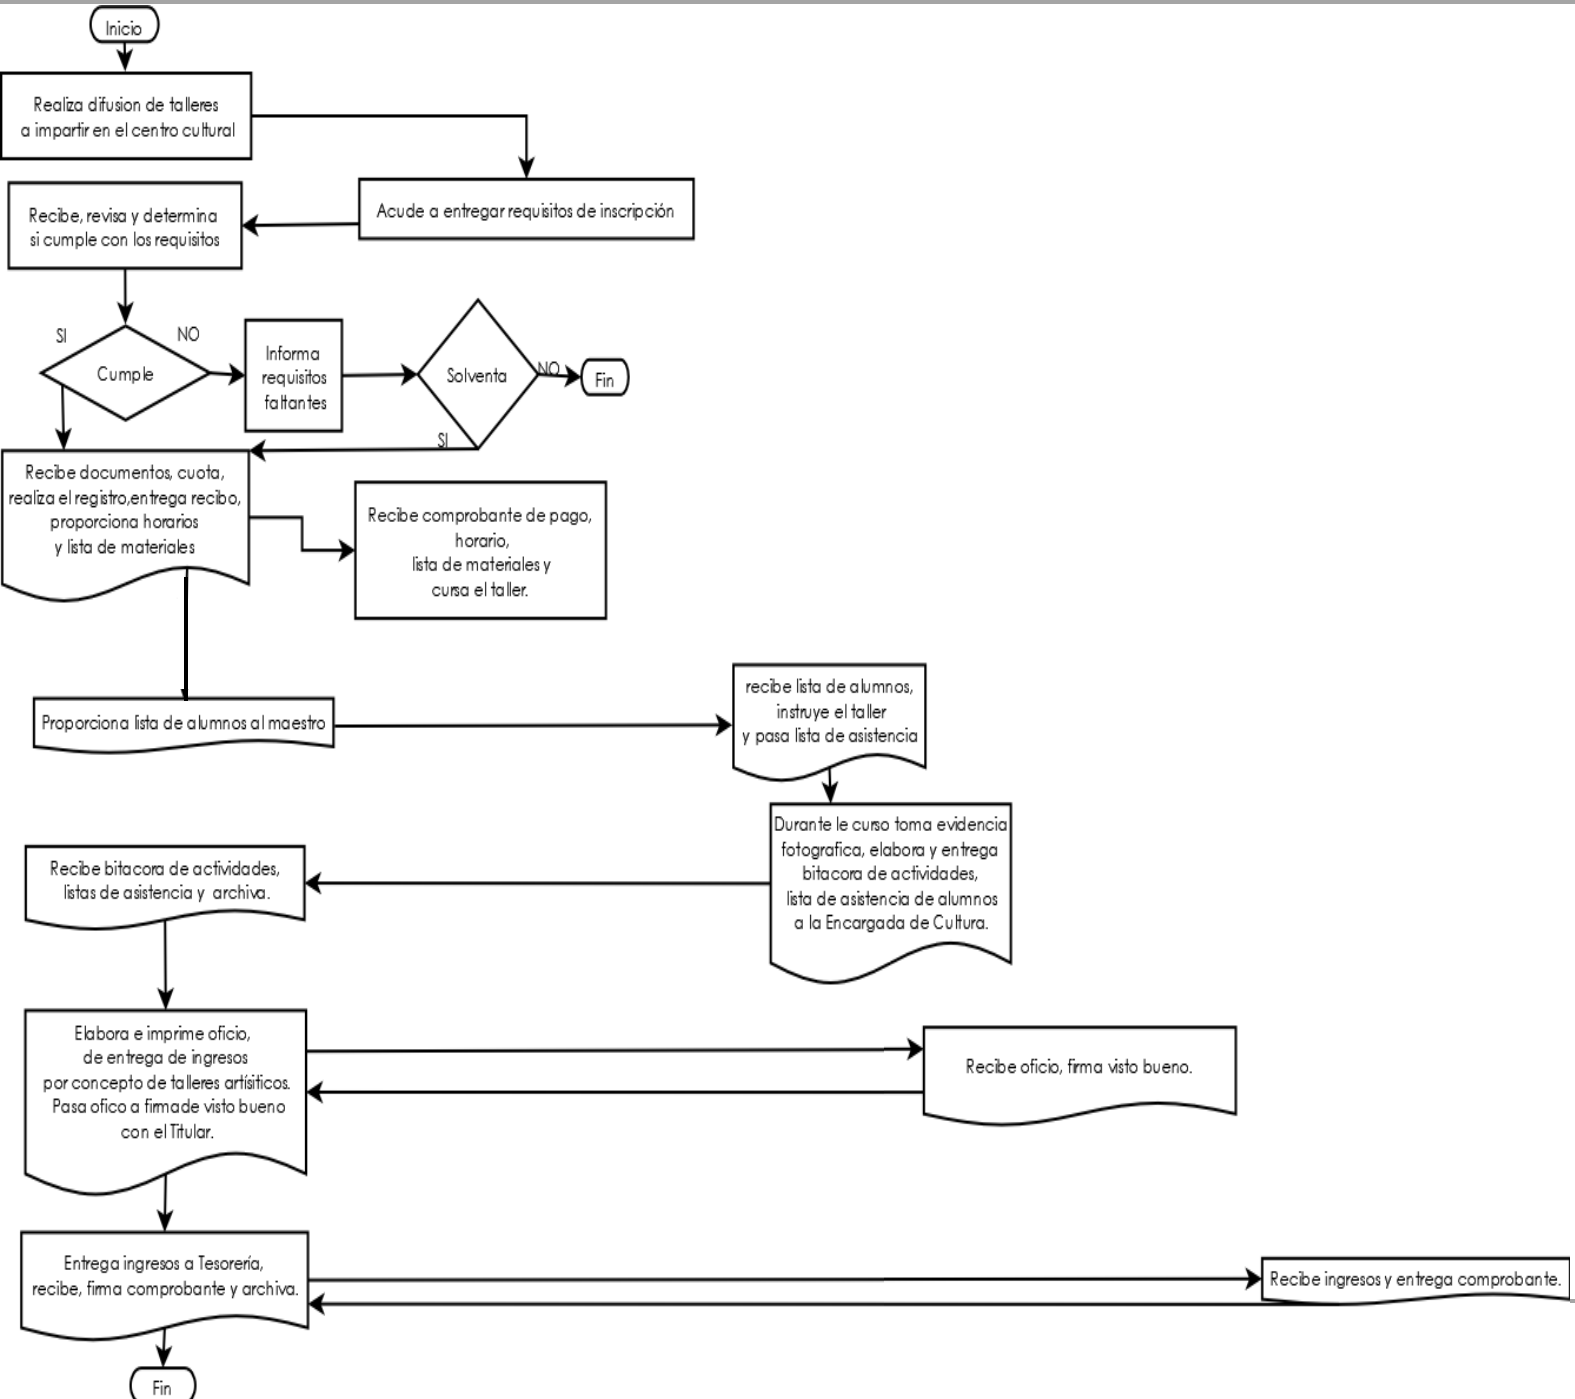 Inicio
Realiza difusion de talleres
a impartir en el centro cultural
Acude a entregar requisitos de inscripción
Recibe, revisa y determina
si cumple con los requisitos
SI
NO
Cumple
Informa
requisitos
faltantes
Solventa
NO
Fin
SI
Recibe documentos, cuota,
realiza el registro,entrega recibo,
proporciona horarios
y lista de materiales
Recibe comprobante de pago,
horario,
lista de materiales y
cursa el taller.
Proporciona lista de alumnos al maestro
recibe lista de alumnos,
instruye el taller
y pasa lista de asistencia
Durante le curso toma evidencia
fotografica, elabora y entrega
bitacora de actividades,
lista de asistencia de alumnos
a la Encargada de Cultura.
Recibe bitacora de actividades,
listas de asistencia y archiva.
Elabora e imprime oficio,
de entrega de ingresos
por concepto de talleres artísiticos.
Pasa ofico a firmade visto bueno
con el Titular.
Recibe oficio, firma visto bueno.
Entrega ingresos a Tesorería,
recibe, firma comprobante y archiva.
Recibe ingresos y entrega comprobante.
Fin